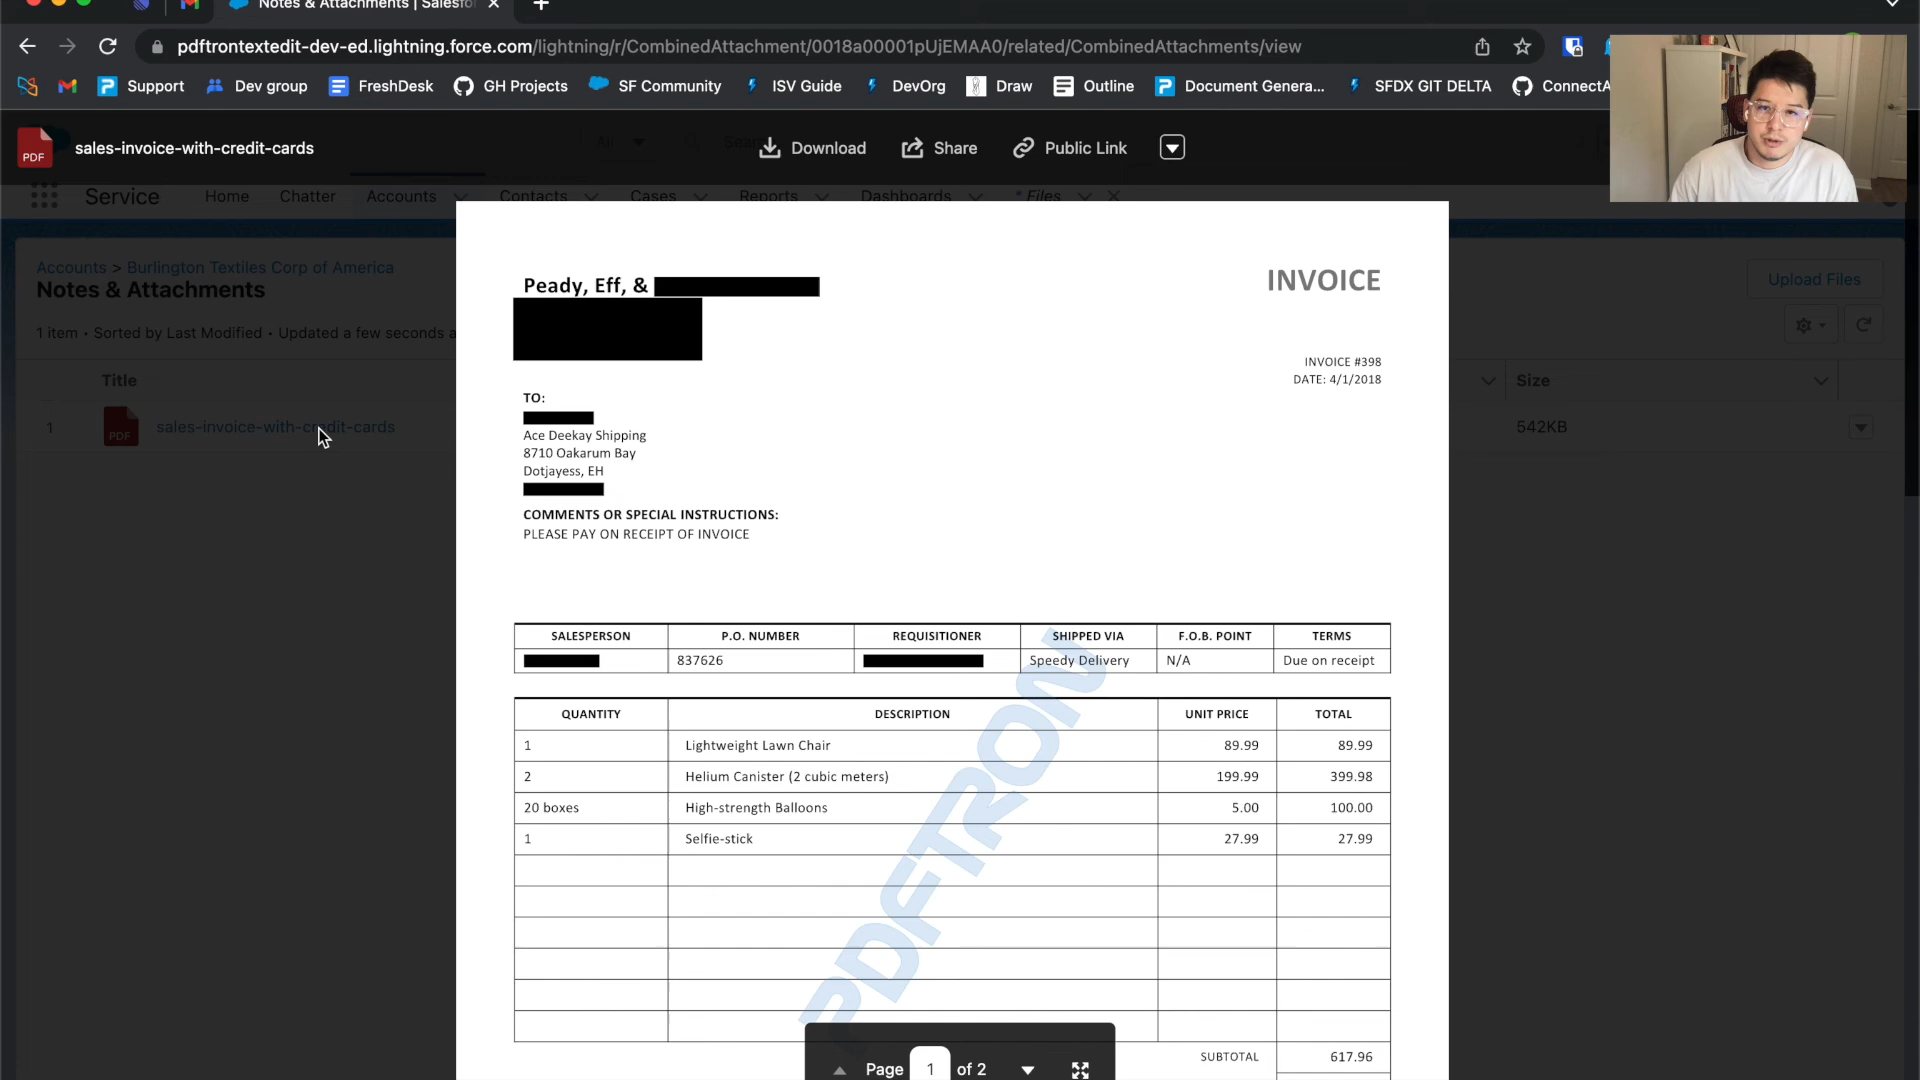 Notes & Attachments | Salesfor
pdftrontextedit-dev-ed.lightning.force.com/lightning/r/CombinedAttachment/0018a00001pUjEMAA0/related/CombinedAttachments/view
Support Dev group FreshDesk GH Projects SF Community ISV Guide DevOrg Draw Outline Document Genera... SFDX GIT DELTA ConnectA
PDF sales-invoice-with-credit-cards All Sea Download Share Public Link
Service Home Chatter Accounts Contacts Cases Reports Dashboards * Files
Accounts > Burlington Textiles Corp of America
Notes & Attachments
Upload Files
1 item • Sorted by Last Modified • Updated a few seconds a
Title Size
1 PDF sales-invoice-with-credit-cards 542KB
Peady, Eff, &
INVOICE
INVOICE #398
DATE: 4/1/2018
TO:
Ace Deekay Shipping
8710 Oakarum Bay
Dotjayess, EH
COMMENTS OR SPECIAL INSTRUCTIONS:
PLEASE PAY ON RECEIPT OF INVOICE
SALESPERSON P.O. NUMBER REQUISITIONER SHIPPED VIA F.O.B. POINT TERMS
837626 Speedy Delivery N/A Due on receipt
QUANTITY DESCRIPTION UNIT PRICE TOTAL
1 Lightweight Lawn Chair 89.99 89.99
2 Helium Canister (2 cubic meters) 199.99 399.98
20 boxes High-strength Balloons 5.00 100.00
1 Selfie-stick 27.99 27.99
PDFTRON
SUBTOTAL 617.96
Page 1 of 2